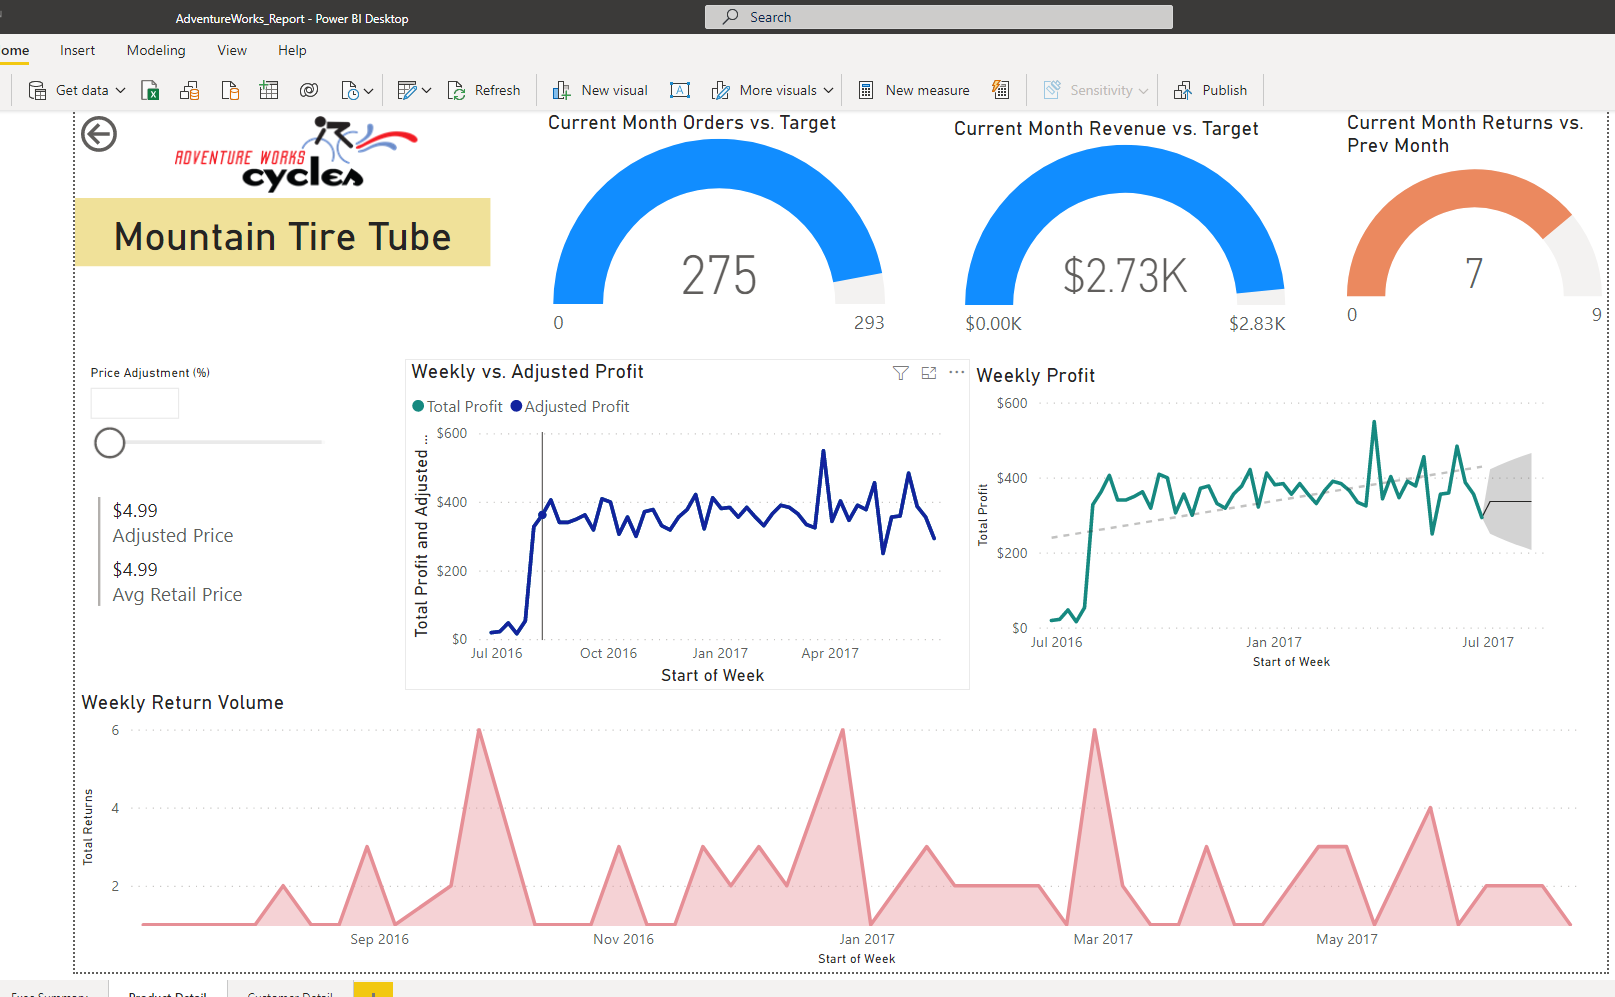 AdventureWorks_Report - Power BI Desktop
Search
ome Insert Modeling View Help
Get data Refresh New visual More visuals New measure Sensitivity Publish
ADVENTURE WORKS
cycles
Mountain Tire Tube
Current Month Orders vs. Target
275
0 293
Current Month Revenue vs. Target
$2.73K
$0.00K $2.83K
Current Month Returns vs.
Prev Month
7
0 9
Price Adjustment (%)
$4.99
Adjusted Price
$4.99
Avg Retail Price
Weekly vs. Adjusted Profit
Total Profit Adjusted Profit
Total Profit and Adjusted ...
$600
$400
$200
$0
Jul 2016 Oct 2016 Jan 2017 Apr 2017
Start of Week
Weekly Profit
Total Profit
$600
$400
$200
$0
Jul 2016 Jan 2017 Jul 2017
Start of Week
Weekly Return Volume
Total Returns
6
4
2
Sep 2016 Nov 2016 Jan 2017 Mar 2017 May 2017
Start of Week
Exec Summary Product Detail Customer Detail